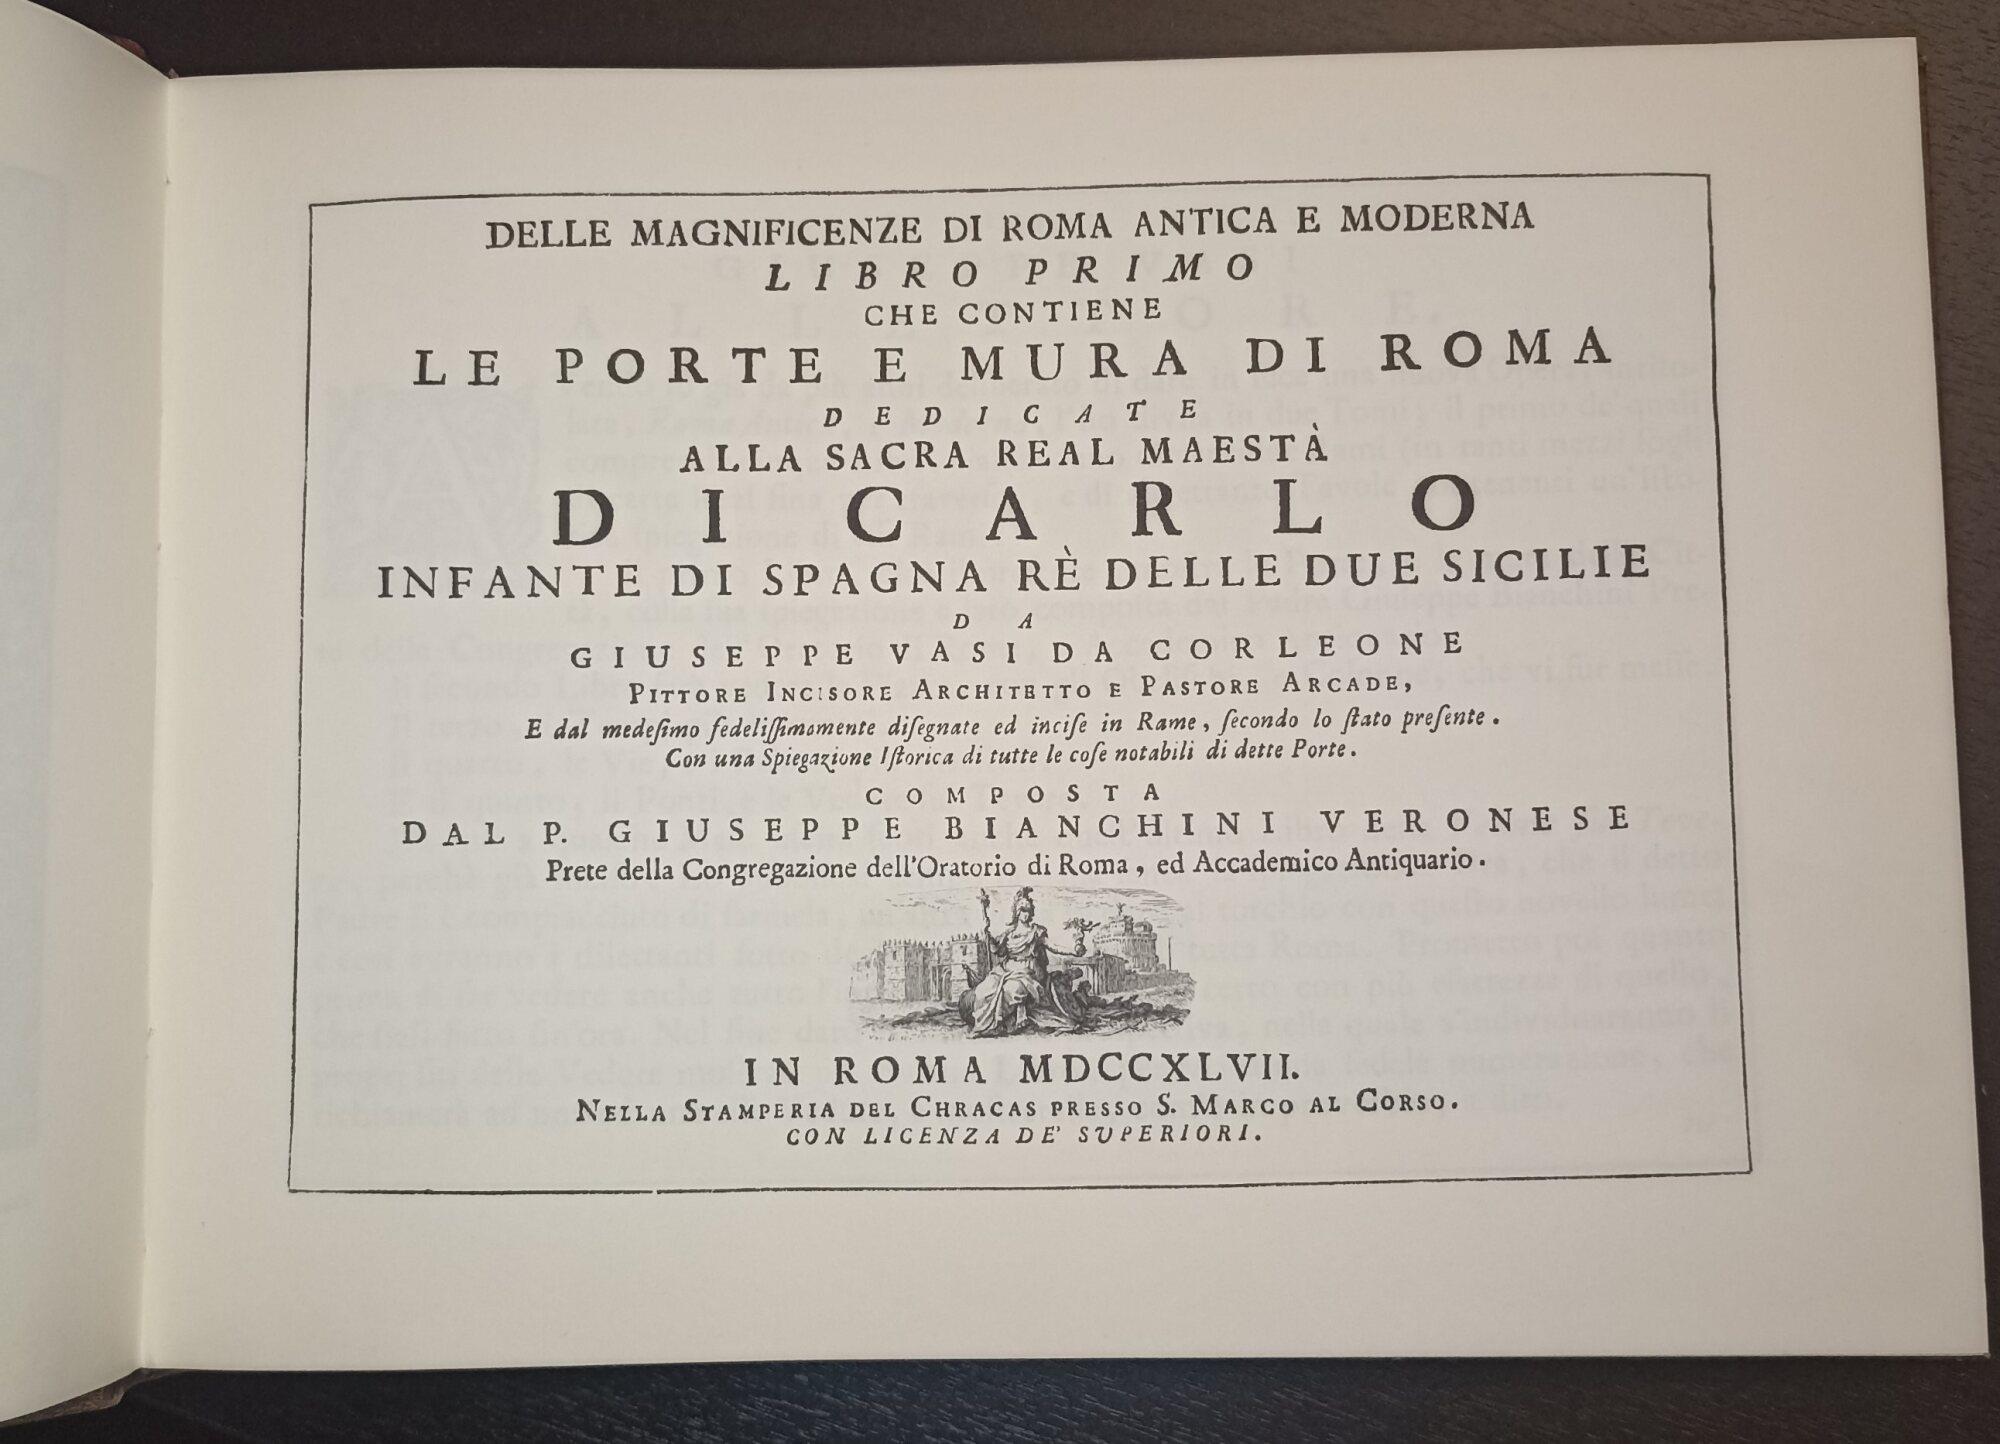 DELLE MAGNIFICENZE DI ROMA ANTICA E MODERNA
LIBRO PRIMO
CHE CONTIENE
LE PORTE E MURA DI ROMA
DEDICATE
ALLA SACRA REAL MAESTÀ
DI CARLO
INFANTE DI SPAGNA RÈ DELLE DUE SICILIE
DA
GIUSEPPE VASI DA CORLEONE
PITTORE INCISORE ARCHITETTO E PASTORE ARCADE,
E dal medeſimo fedeliſſimamente diſegnate ed inciſe in Rame, ſecondo lo ſtato preſente.
Con una Spiegazione Iſtorica di tutte le coſe notabili di dette Porte.
COMPOSTA
DAL P. GIUSEPPE BIANCHINI VERONESE
Prete della Congregazione dell'Oratorio di Roma, ed Accademico Antiquario.
IN ROMA MDCCXLVII.
NELLA STAMPERIA DEL CHRACAS PRESSO S. MARCO AL CORSO.
CON LICENZA DE' SUPERIORI.